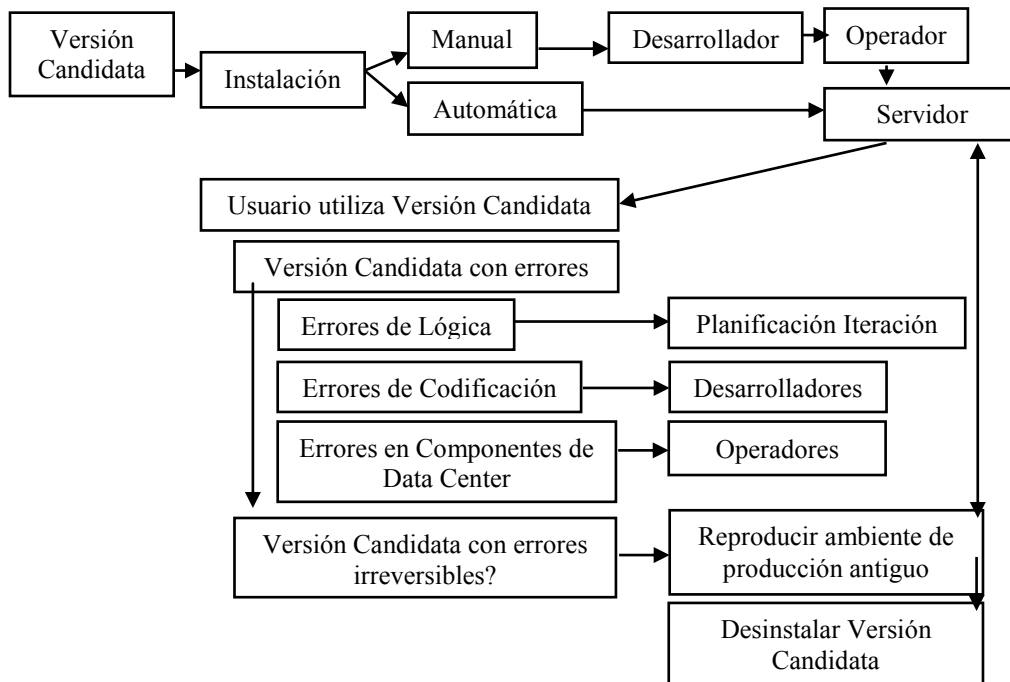 Versión
Candidata
Instalación
Manual
Desarrollador
Operador
Automática
Servidor
Usuario utiliza Versión Candidata
Versión Candidata con errores
Errores de Lógica
Planificación Iteración
Errores de Codificación
Desarrolladores
Errores en Componentes de
Data Center
Operadores
Versión Candidata con errores
irreversibles?
Reproducir ambiente de
producción antiguo
Desinstalar Versión
Candidata